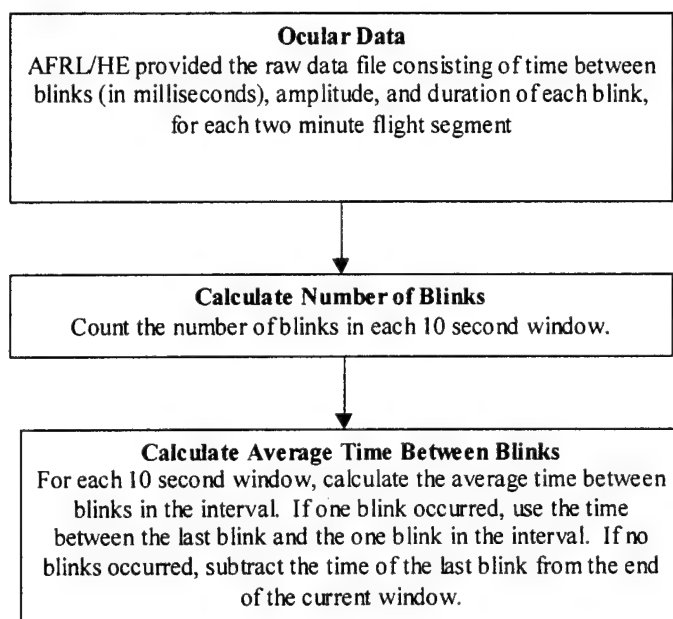 Ocular Data
AFRL/HE provided the raw data file consisting of time between
blinks (in milliseconds), amplitude, and duration of each blink,
for each two minute flight segment
Calculate Number of Blinks
Count the number of blinks in each 10 second window.
Calculate Average Time Between Blinks
For each 10 second window, calculate the average time between
blinks in the interval. If one blink occurred, use the time
between the last blink and the one blink in the interval. If no
blinks occurred, subtract the time of the last blink from the end
of the current window.